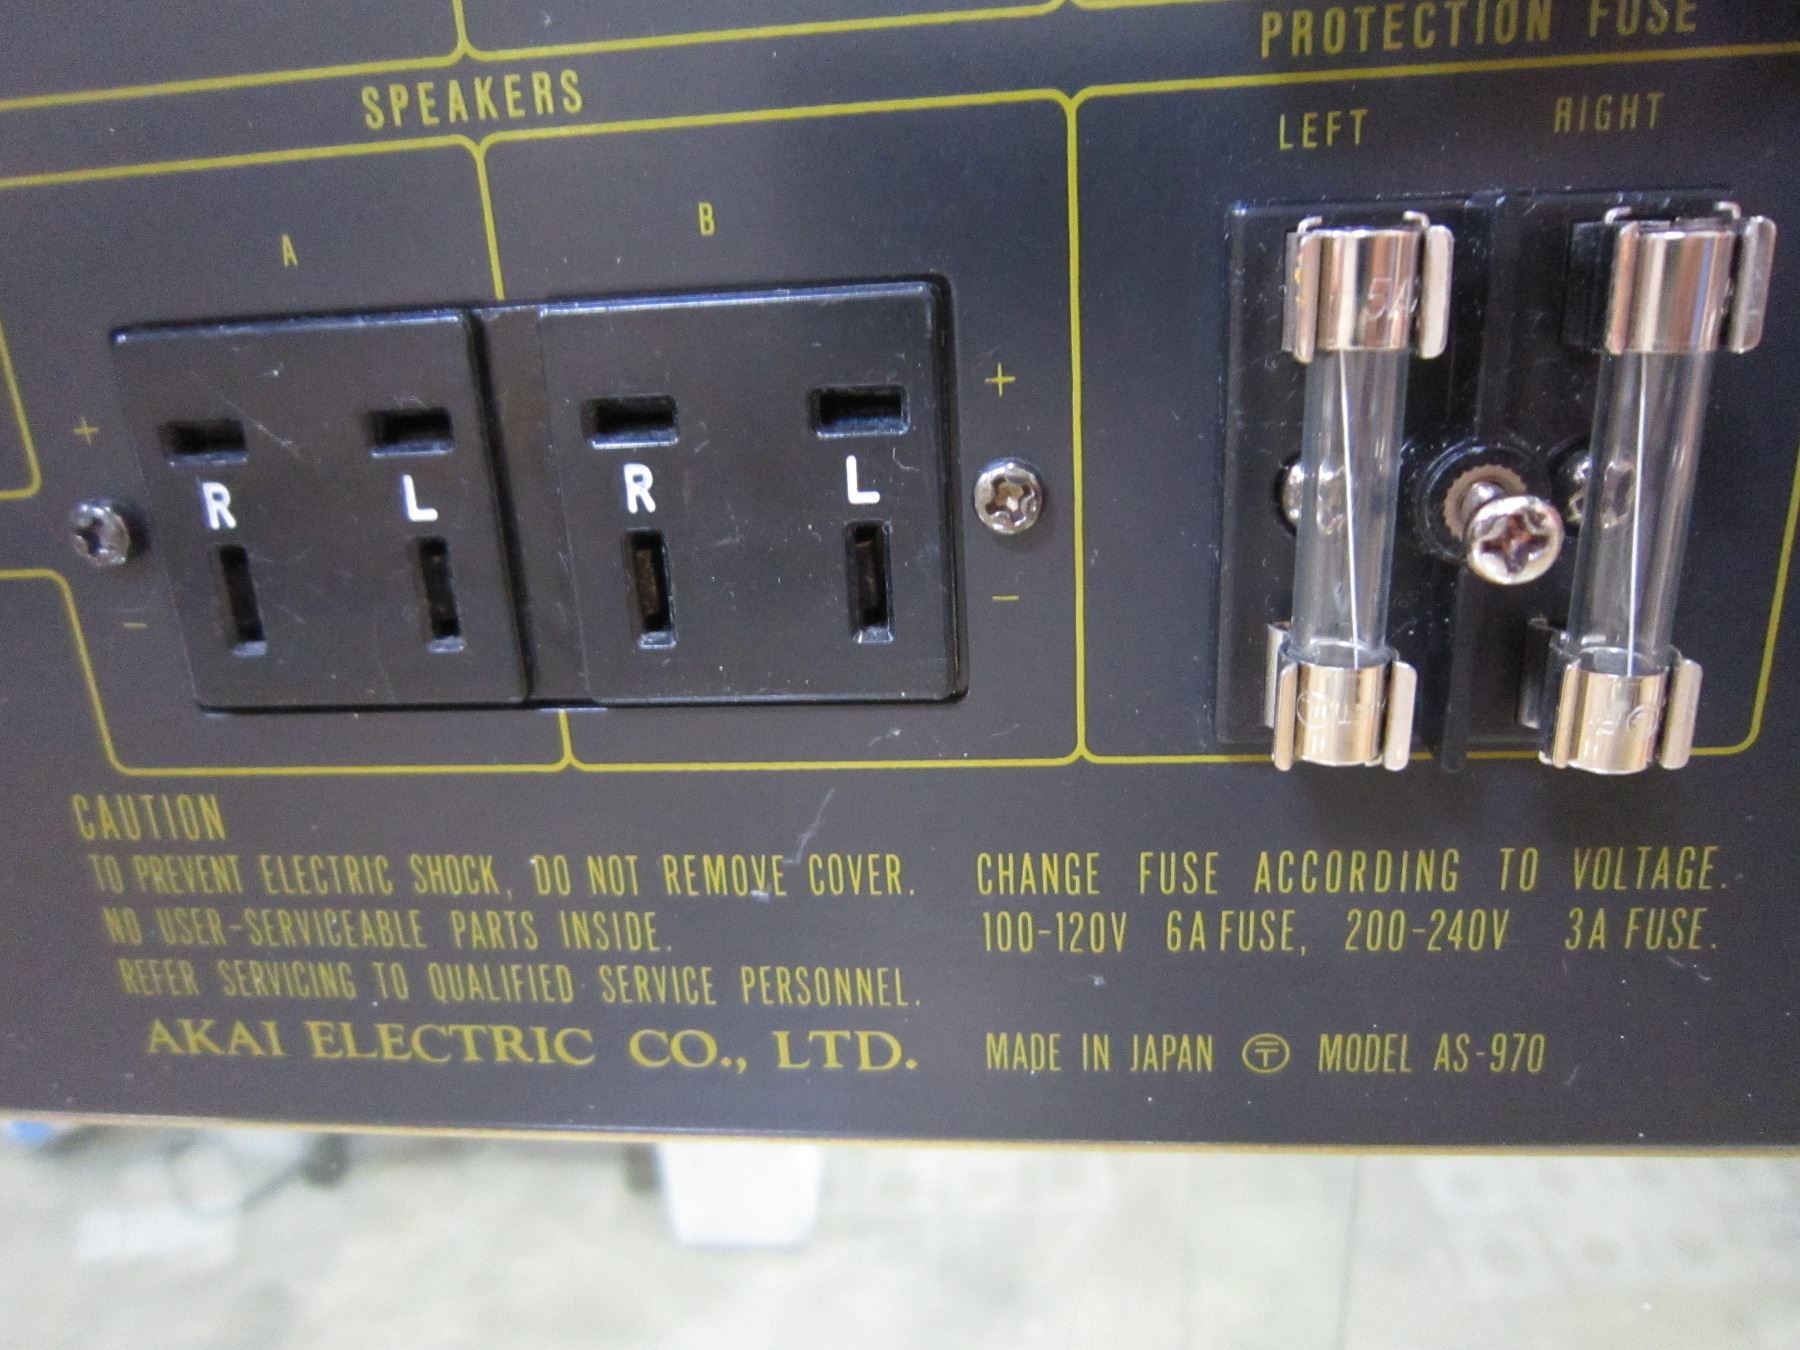 PROTECTION FUSE
SPEAKERS
LEFT RIGHT
A B
5A
+ +
R L R L
- -
CAUTION
TO PREVENT ELECTRIC SHOCK, DO NOT REMOVE COVER.
NO USER-SERVICEABLE PARTS INSIDE.
REFER SERVICING TO QUALIFIED SERVICE PERSONNEL.
AKAI ELECTRIC CO., LTD.
CHANGE FUSE ACCORDING TO VOLTAGE.
100-120V 6A FUSE, 200-240V 3A FUSE.
MADE IN JAPAN MODEL AS-970